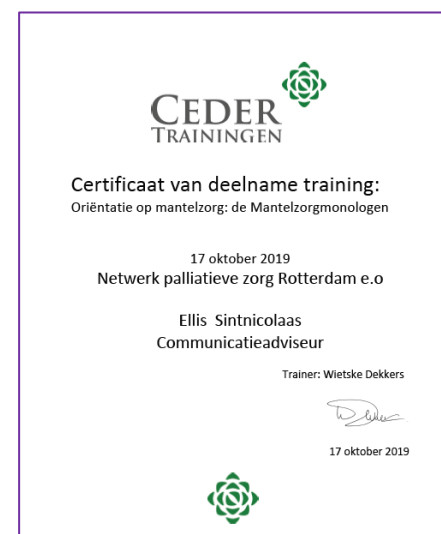 CEDER
TRAININGEN
Certificaat van deelname training:
Oriëntatie op mantelzorg: de Mantelzorgmonologen
17 oktober 2019
Netwerk palliatieve zorg Rotterdam e.o
Ellis Sintnicolaas
Communicatieadviseur
Trainer: Wietske Dekkers
17 oktober 2019